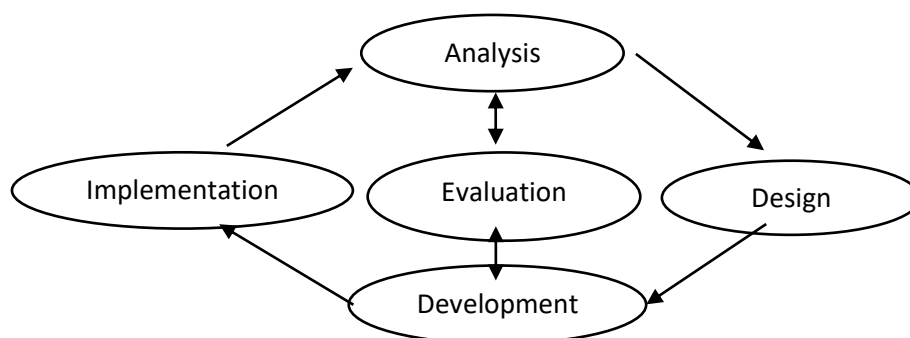 Analysis
Implementation
Evaluation
Design
Development